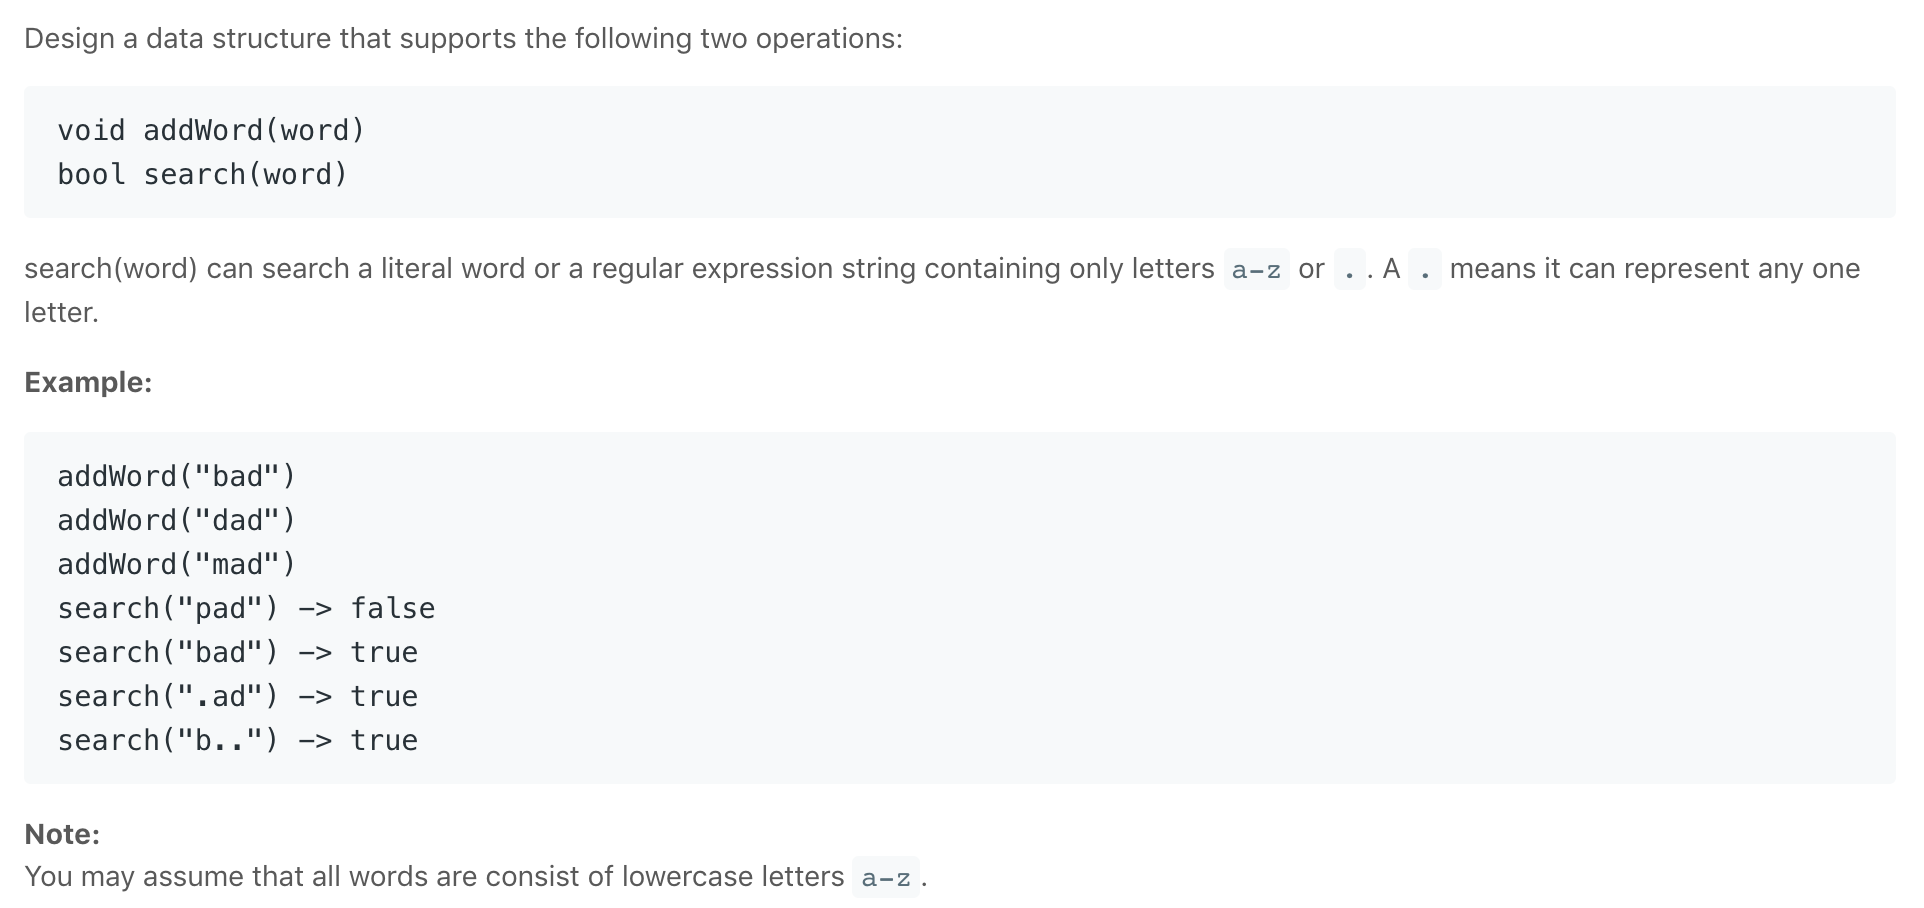 Design a data structure that supports the following two operations:
void addWord(word)
bool search(word)
search(word) can search a literal word or a regular expression string containing only letters a-z or . . A . means it can represent any one
letter.
Example:
addWord("bad")
addWord("dad")
addWord("mad")
search("pad") -> false
search("bad") -> true
search(".ad") -> true
search("b..") -> true
Note:
You may assume that all words are consist of lowercase letters a-z .